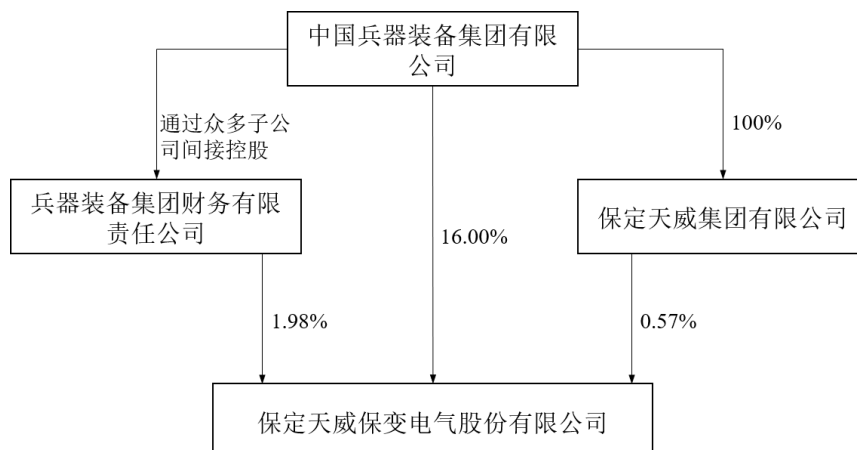 中国兵器装备集团有限
公司
通过众多子公
司间接控股
100%
兵器装备集团财务有限
责任公司
16.00%
保定天威集团有限公司
1.98%
0.57%
保定天威保变电气股份有限公司